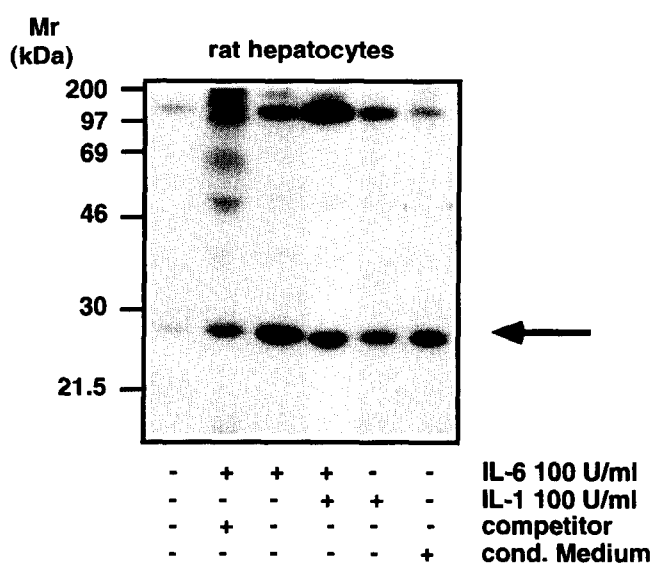 Mr
(kDa)
rat hepatocytes
200
97
69
46
30
21.5
- + + + - - IL-6 100 U/ml
- - - + + - IL-1 100 U/ml
- + - - - - competitor
- - - - - + cond. Medium